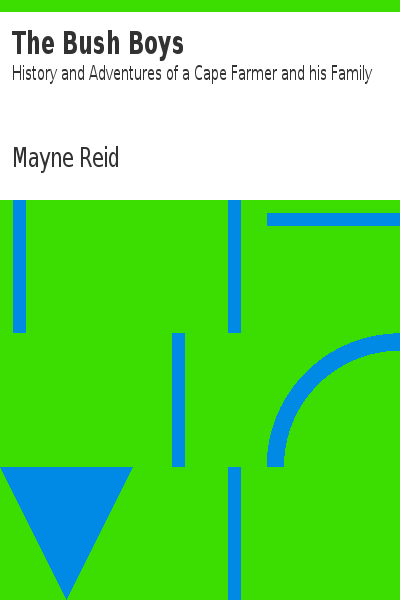 The Bush Boys
History and Adventures of a Cape Farmer and his Family
Mayne Reid